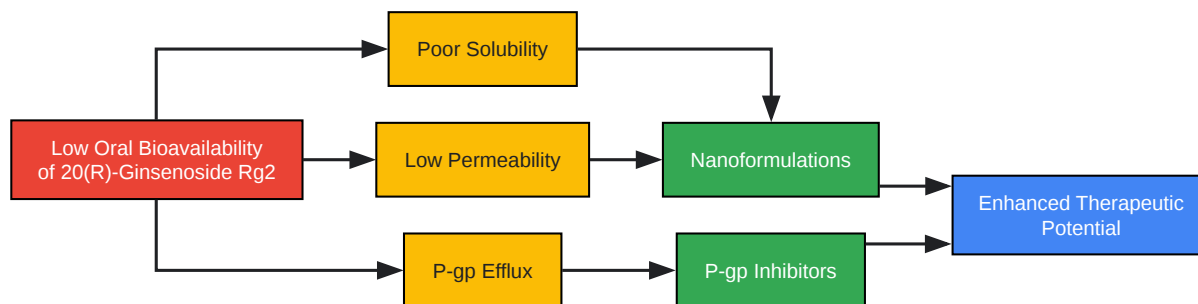 Poor Solubility
Low Oral Bioavailability
of 20(R)-Ginsenoside Rg2
Low Permeability
Nanoformulations
Enhanced Therapeutic
Potential
P-gp Efflux
P-gp Inhibitors